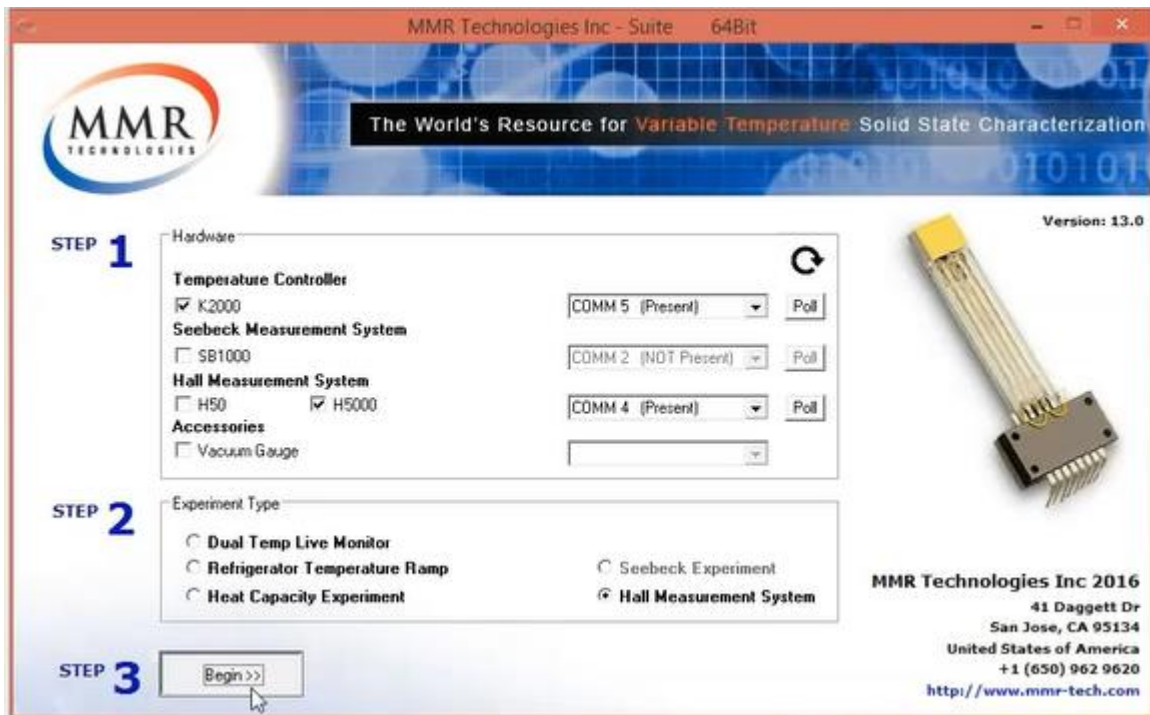 MMR Technologies Inc - Suite 64Bit
MMR
TECHNOLOGIES
The World's Resource for Variable Temperature Solid State Characterization
Version: 13.0
STEP 1
Hardware
Temperature Controller
K2000 COMM 5 (Present) Poll
Seebeck Measurement System
SB1000 COMM 2 (NOT Present) Poll
Hall Measurement System
H50 H5000 COMM 4 (Present) Poll
Accessories
Vacuum Gauge
STEP 2
Experiment Type
Dual Temp Live Monitor
Refrigerator Temperature Ramp Seebeck Experiment
Heat Capacity Experiment Hall Measurement System
STEP 3
Begin >>
MMR Technologies Inc 2016
41 Daggett Dr
San Jose, CA 95134
United States of America
+1 (650) 962 9620
http://www.mmr-tech.com